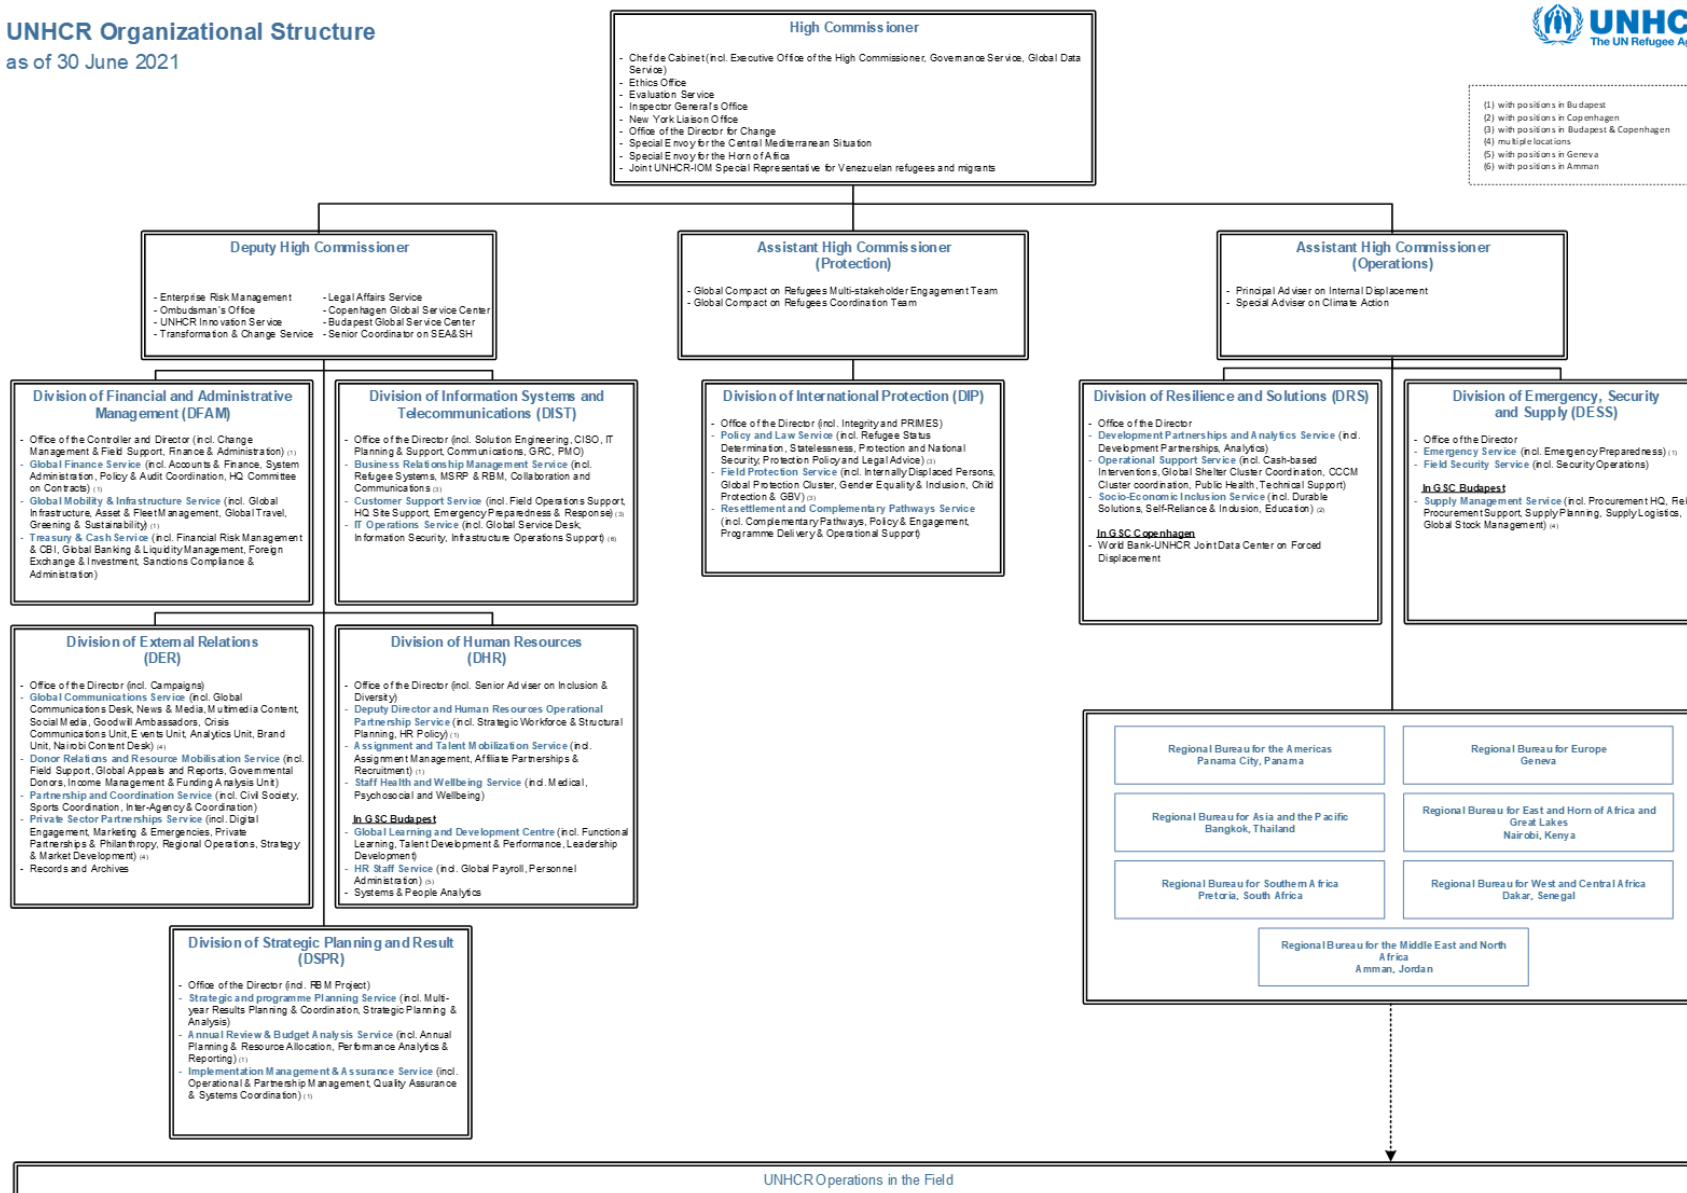 UNHCR Organizational Structure
as of 30 June 2021
UNHC
The UN Refugee Ag
High Commissioner
- Chef de Cabinet (incl. Executive Office of the High Commissioner, Governance Service, Global Data
Service)
- Ethics Office
- Evaluation Service
- Inspector General's Office
- New York Liaison Office
- Office of the Director for Change
- Special Envoy for the Central Mediterranean Situation
- Special Envoy for the Horn of Africa
- Joint UNHCR-IOM Special Representative for Venezuelan refugees and migrants
(1) with positions in Budapest
(2) with positions in Copenhagen
(3) with positions in Budapest & Copenhagen
(4) multiple locations
(5) with positions in Geneva
(6) with positions in Amman
Deputy High Commissioner
- Enterprise Risk Management
- Ombudsman's Office
- UNHCR Innovation Service
- Transformation & Change Service
- Legal Affairs Service
- Copenhagen Global Service Center
- Budapest Global Service Center
- Senior Coordinator on SEA&SH
Assistant High Commissioner
(Protection)
- Global Compact on Refugees Multi-stakeholder Engagement Team
- Global Compact on Refugees Coordination Team
Assistant High Commissioner
(Operations)
- Principal Adviser on Internal Displacement
- Special Adviser on Climate Action
Division of Financial and Administrative
Management (DFAM)
- Office of the Controller and Director (incl. Change
Management & Field Support, Finance & Administration) (1)
- Global Finance Service (incl. Accounts & Finance, System
Administration, Policy & Audit Coordination, HQ Committee
on Contracts) (1)
- Global Mobility & Infrastructure Service (incl. Global
Infrastructure, Asset & Fleet Management, Global Travel,
Greening & Sustainability) (1)
- Treasury & Cash Service (incl. Financial Risk Management
& CBI, Global Banking & Liquidity Management, Foreign
Exchange & Investment, Sanctions Compliance &
Administration)
Division of Information Systems and
Telecommunications (DIST)
- Office of the Director (incl. Solution Engineering, CISO, IT
Planning & Support, Communications, GRC, PMO)
- Business Relationship Management Service (incl.
Refugee Systems, MSRP & RBM, Collaboration and
Communications (3)
- Customer Support Service (incl. Field Operations Support,
HQ Site Support, Emergency Preparedness & Response) (3)
- IT Operations Service (incl. Global Service Desk,
Information Security, Infrastructure Operations Support) (6)
Division of International Protection (DIP)
- Office of the Director (incl. Integrity and PRIMES)
- Policy and Law Service (incl. Refugee Status
Determination, Statelessness, Protection and National
Security, Protection Policy and Legal Advice) (3)
- Field Protection Service (incl. Internally Displaced Persons,
Global Protection Cluster, Gender Equality & Inclusion, Child
Protection & GBV) (3)
- Resettlement and Complementary Pathways Service
(incl. Complementary Pathways, Policy & Engagement,
Programme Delivery & Operational Support)
Division of Resilience and Solutions (DRS)
- Office of the Director
- Development Partnerships and Analytics Service (incl.
Development Partnerships, Analytics)
- Operational Support Service (incl. Cash-based
Interventions, Global Shelter Cluster Coordination, CCCM
Cluster coordination, Public Health, Technical Support)
- Socio-Economic Inclusion Service (incl. Durable
Solutions, Self-Reliance & Inclusion, Education) (2)
In GSC Copenhagen
- World Bank-UNHCR Joint Data Center on Forced
Displacement
Division of Emergency, Security
and Supply (DESS)
- Office of the Director
- Emergency Service (incl. Emergency Preparedness) (1)
- Field Security Service (incl. Security Operations)
In GSC Budapest
- Supply Management Service (incl. Procurement HQ, Fiel
Procurement Support, Supply Planning, Supply Logistics,
Global Stock Management) (4)
Division of External Relations
(DER)
- Office of the Director (incl. Campaigns)
- Global Communications Service (incl. Global
Communications Desk, News & Media, Multimedia Content,
Social Media, Goodwill Ambassadors, Crisis
Communications Unit, Events Unit, Analytics Unit, Brand
Unit, Nairobi Content Desk) (4)
- Donor Relations and Resource Mobilisation Service (incl.
Field Support, Global Appeals and Reports, Governmental
Donors, Income Management & Funding Analysis Unit)
- Partnership and Coordination Service (incl. Civil Society,
Sports Coordination, Inter-Agency & Coordination)
- Private Sector Partnerships Service (incl. Digital
Engagement, Marketing & Emergencies, Private
Partnerships & Philanthropy, Regional Operations, Strategy
& Market Development) (4)
- Records and Archives
Division of Human Resources
(DHR)
- Office of the Director (incl. Senior Adviser on Inclusion &
Diversity)
- Deputy Director and Human Resources Operational
Partnership Service (incl. Strategic Workforce & Structural
Planning, HR Policy) (1)
- Assignment and Talent Mobilization Service (incl.
Assignment Management, Affiliate Partnerships &
Recruitment) (1)
- Staff Health and Wellbeing Service (incl. Medical,
Psychosocial and Wellbeing)
In GSC Budapest
- Global Learning and Development Centre (incl. Functional
Learning, Talent Development & Performance, Leadership
Development)
- HR Staff Service (incl. Global Payroll, Personnel
Administration) (5)
- Systems & People Analytics
Regional Bureau for the Americas
Panama City, Panama
Regional Bureau for Europe
Geneva
Regional Bureau for Asia and the Pacific
Bangkok, Thailand
Regional Bureau for East and Horn of Africa and
Great Lakes
Nairobi, Kenya
Regional Bureau for Southern Africa
Pretoria, South Africa
Regional Bureau for West and Central Africa
Dakar, Senegal
Regional Bureau for the Middle East and North
Africa
Amman, Jordan
Division of Strategic Planning and Result
(DSPR)
- Office of the Director (incl. RBM Project)
- Strategic and programme Planning Service (incl. Multi-
year Results Planning & Coordination, Strategic Planning &
Analysis)
- Annual Review & Budget Analysis Service (incl. Annual
Planning & Resource Allocation, Performance Analytics &
Reporting) (1)
- Implementation Management & Assurance Service (incl.
Operational & Partnership Management, Quality Assurance
& Systems Coordination) (1)
UNHCR Operations in the Field